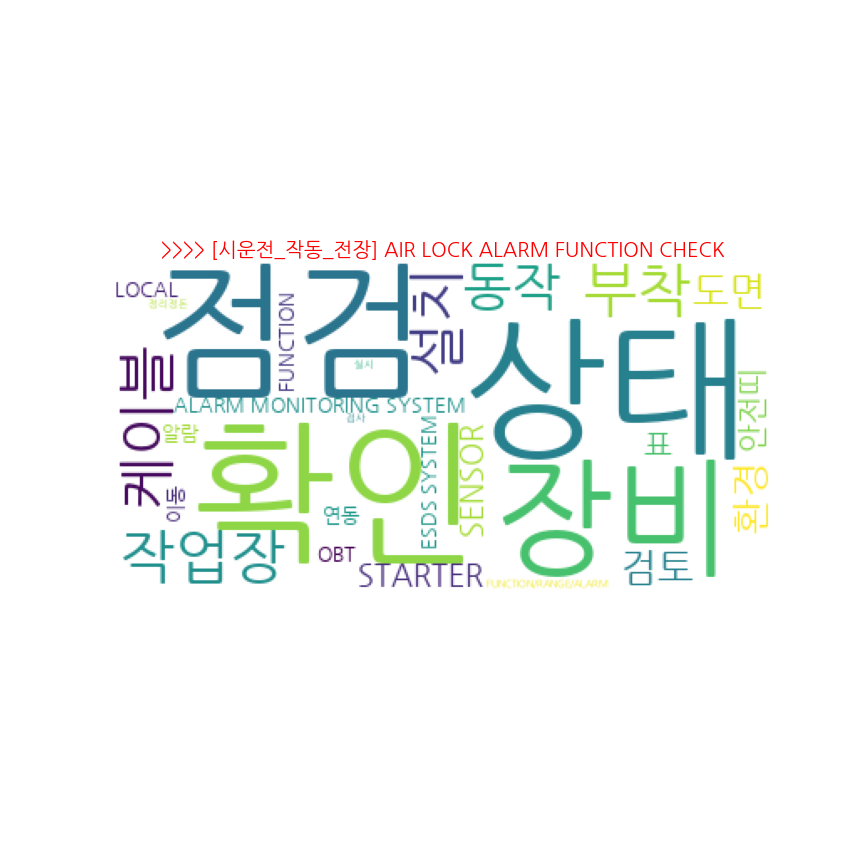 >>>> [시운전_작동_전장] AIR LOCK ALARM FUNCTION CHECK
LOCAL
정리정돈
점검
FUNCTION
설치
동작
부착
도면
케이블
실시
상태
ALARM MONITORING SYSTEM
검사
알람
확인
ESDS SYSTEM
SENSOR
표
안전띠
이동
연동
장비
환경
작업장
OBT
STARTER
FUNCTION/RANGE/ALARM
검토